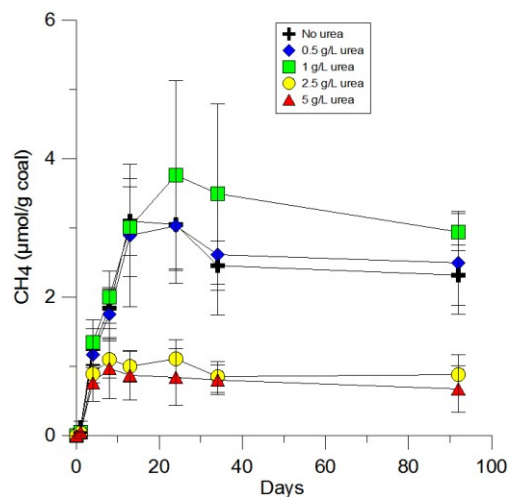 6
No urea
0.5 g/L urea
1 g/L urea
2.5 g/L urea
5 g/L urea
4
2
0
CH₄ (μmol/g coal)
0 20 40 60 80 100
Days